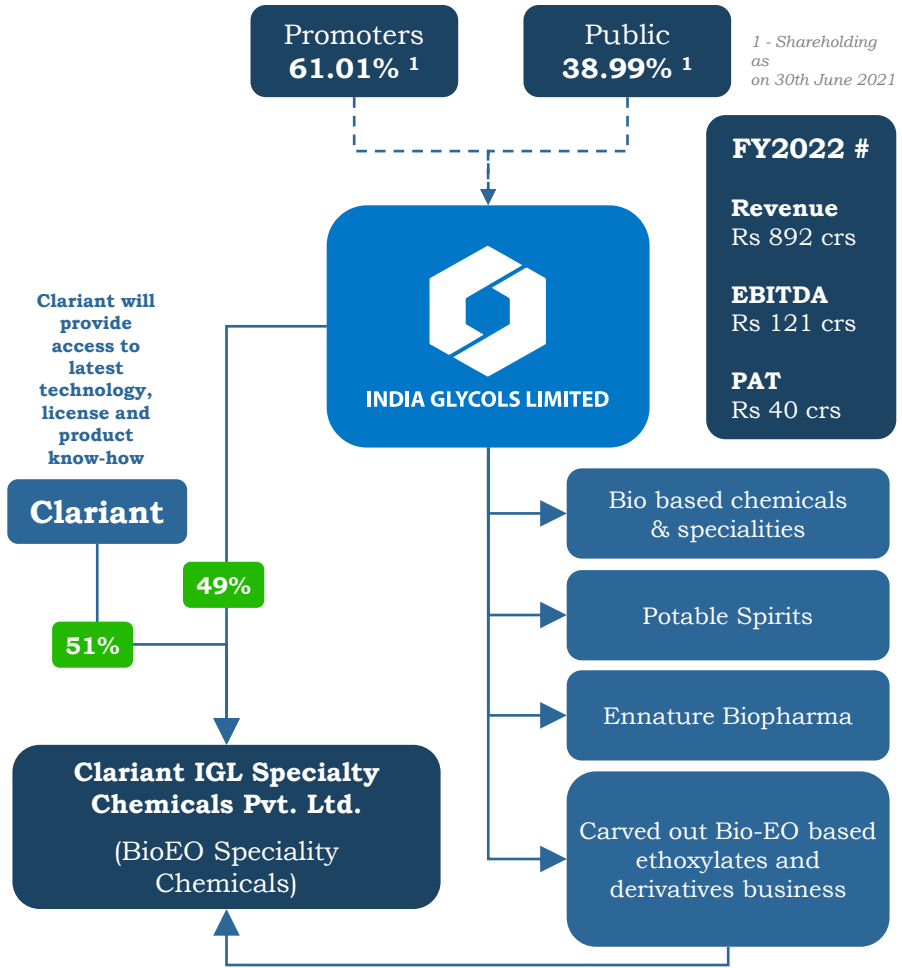 Promoters
61.01% 1
Public
38.99% 1
1 - Shareholding
as
on 30th June 2021
FY2022 #
Revenue
Rs 892 crs
EBITDA
Rs 121 crs
PAT
Rs 40 crs
INDIA GLYCOLS LIMITED
Clariant will
provide
access to
latest
technology,
license and
product
know-how
Clariant
49%
51%
Bio based chemicals
& specialities
Potable Spirits
Ennature Biopharma
Carved out Bio-EO based
ethoxylates and
derivatives business
Clariant IGL Specialty
Chemicals Pvt. Ltd.
(BioEO Speciality
Chemicals)